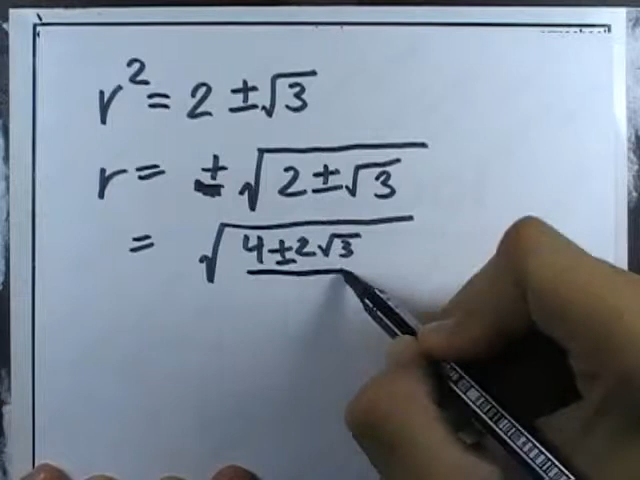 r² = 2 ± √3
r = ± √(2 ± √3)
= √(4 ± 2√3)